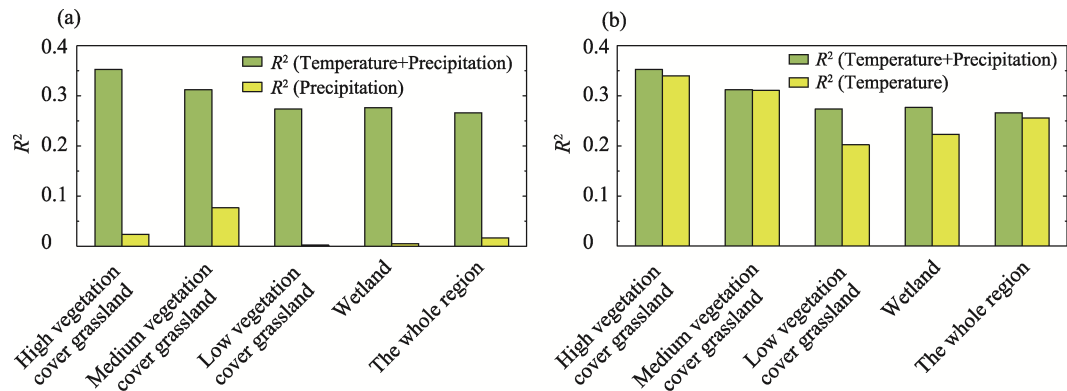 (a)
0.4
0.3
0.2
0.1
0
R²
R² (Temperature+Precipitation)
R² (Precipitation)
High vegetation
cover grassland
Medium vegetation
cover grassland
Low vegetation
cover grassland
Wetland
The whole region
(b)
0.4
0.3
0.2
0.1
0
R²
R² (Temperature+Precipitation)
R² (Temperature)
High vegetation
cover grassland
Medium vegetation
cover grassland
Low vegetation
cover grassland
Wetland
The whole region